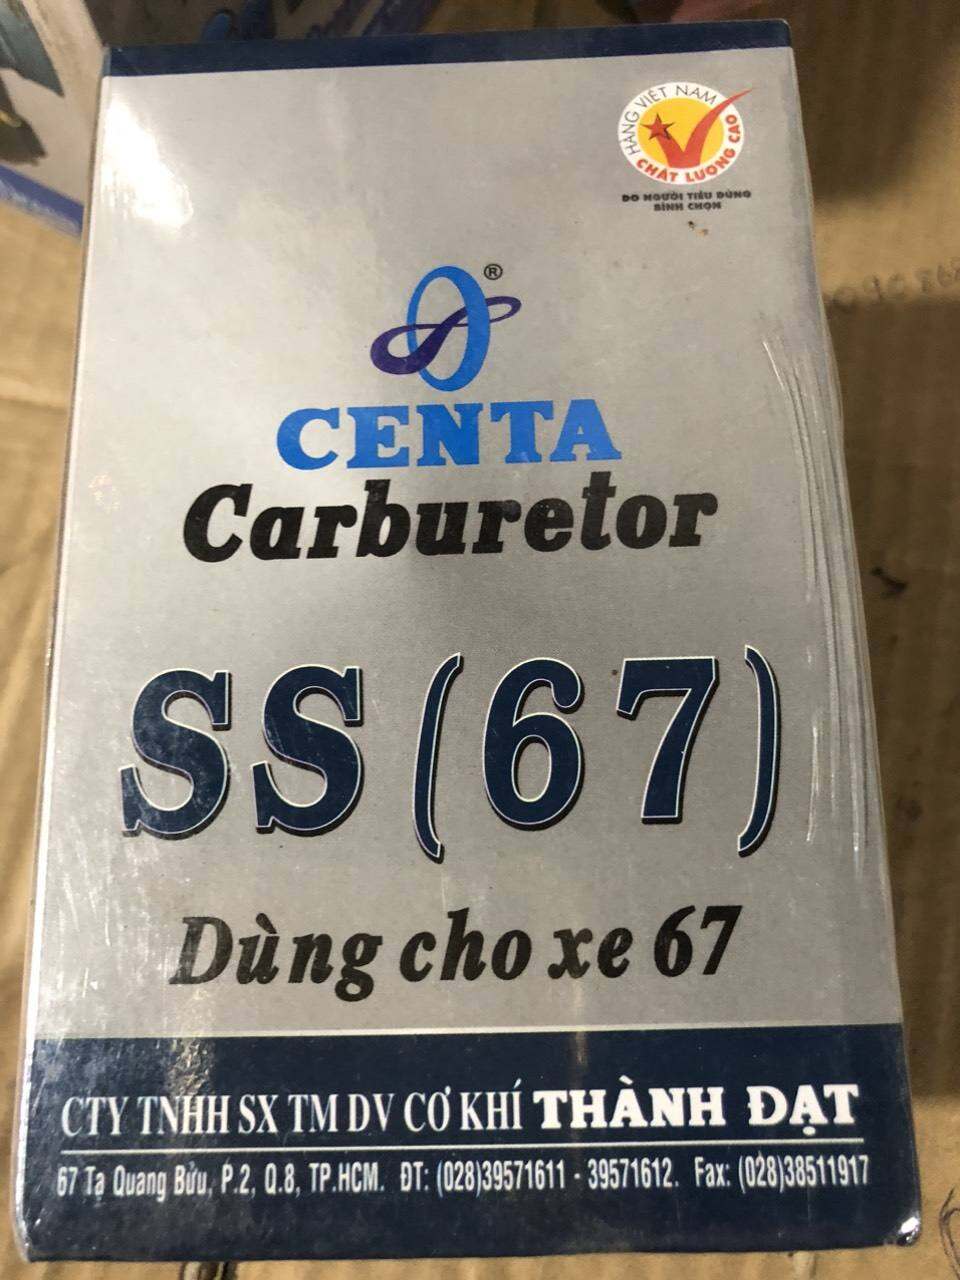 HÀNG VIỆT NAM
CHẤT LƯỢNG CAO
DO NGƯỜI TIÊU DÙNG
BÌNH CHỌN
®
CENTA
Carburetor
SS (67)
Dùng cho xe 67
CTY TNHH SX TM DV CƠ KHÍ THÀNH ĐẠT
67 Tạ Quang Bửu, P.2, Q.8, TP.HCM. ĐT: (028)39571611 - 39571612. Fax: (028)38511917